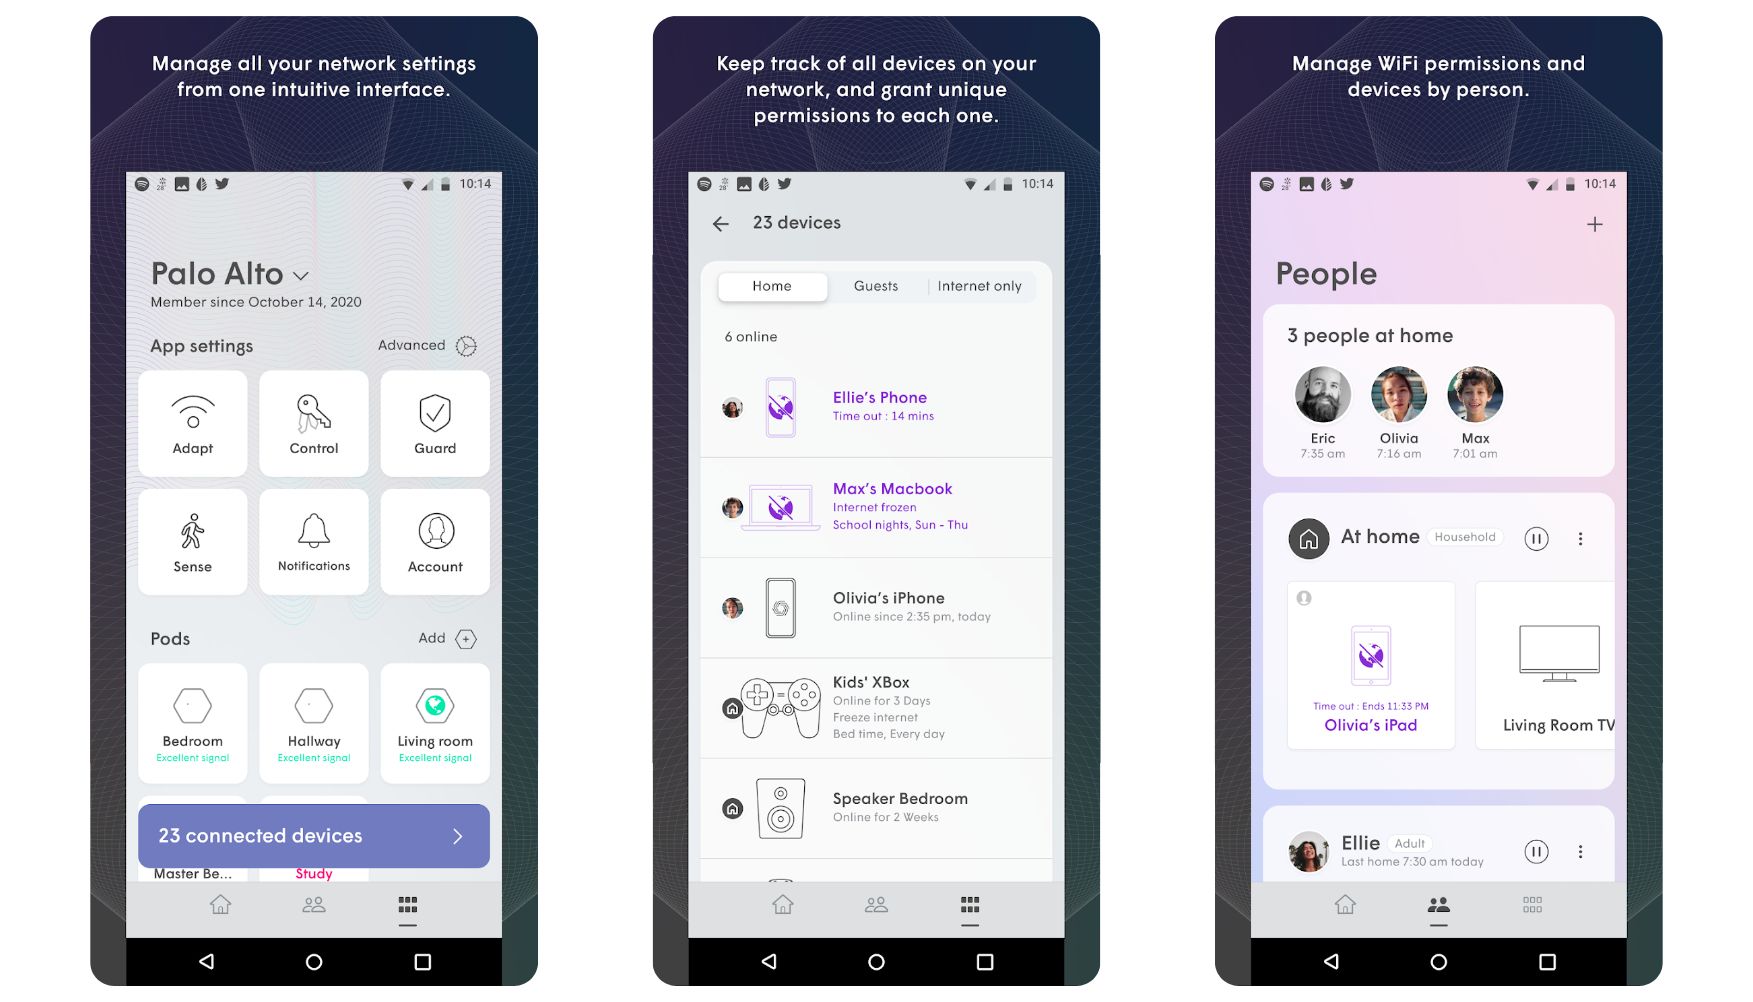 Manage all your network settings
from one intuitive interface.
28°
10:14
Palo Alto
Member since October 14, 2020
App settings
Advanced
Adapt
Control
Guard
Sense
Notifications
Account
Pods
Add
Bedroom
Excellent signal
Hallway
Excellent signal
Living room
Excellent signal
23 connected devices
Master Be...
Study
Keep track of all devices on your
network, and grant unique
permissions to each one.
28°
10:14
23 devices
Home
Guests
Internet only
6 online
Ellie's Phone
Time out : 14 mins
Max's Macbook
Internet frozen
School nights, Sun - Thu
Olivia's iPhone
Online since 2:35 pm, today
Kids' XBox
Online for 3 Days
Freeze internet
Bed time, Every day
Speaker Bedroom
Online for 2 Weeks
Manage WiFi permissions and
devices by person.
28°
10:14
People
3 people at home
Eric
7:35 am
Olivia
7:16 am
Max
7:01 am
At home
Household
Time out : Ends 11:33 PM
Olivia's iPad
Living Room TV
Ellie
Adult
Last home 7:30 am today